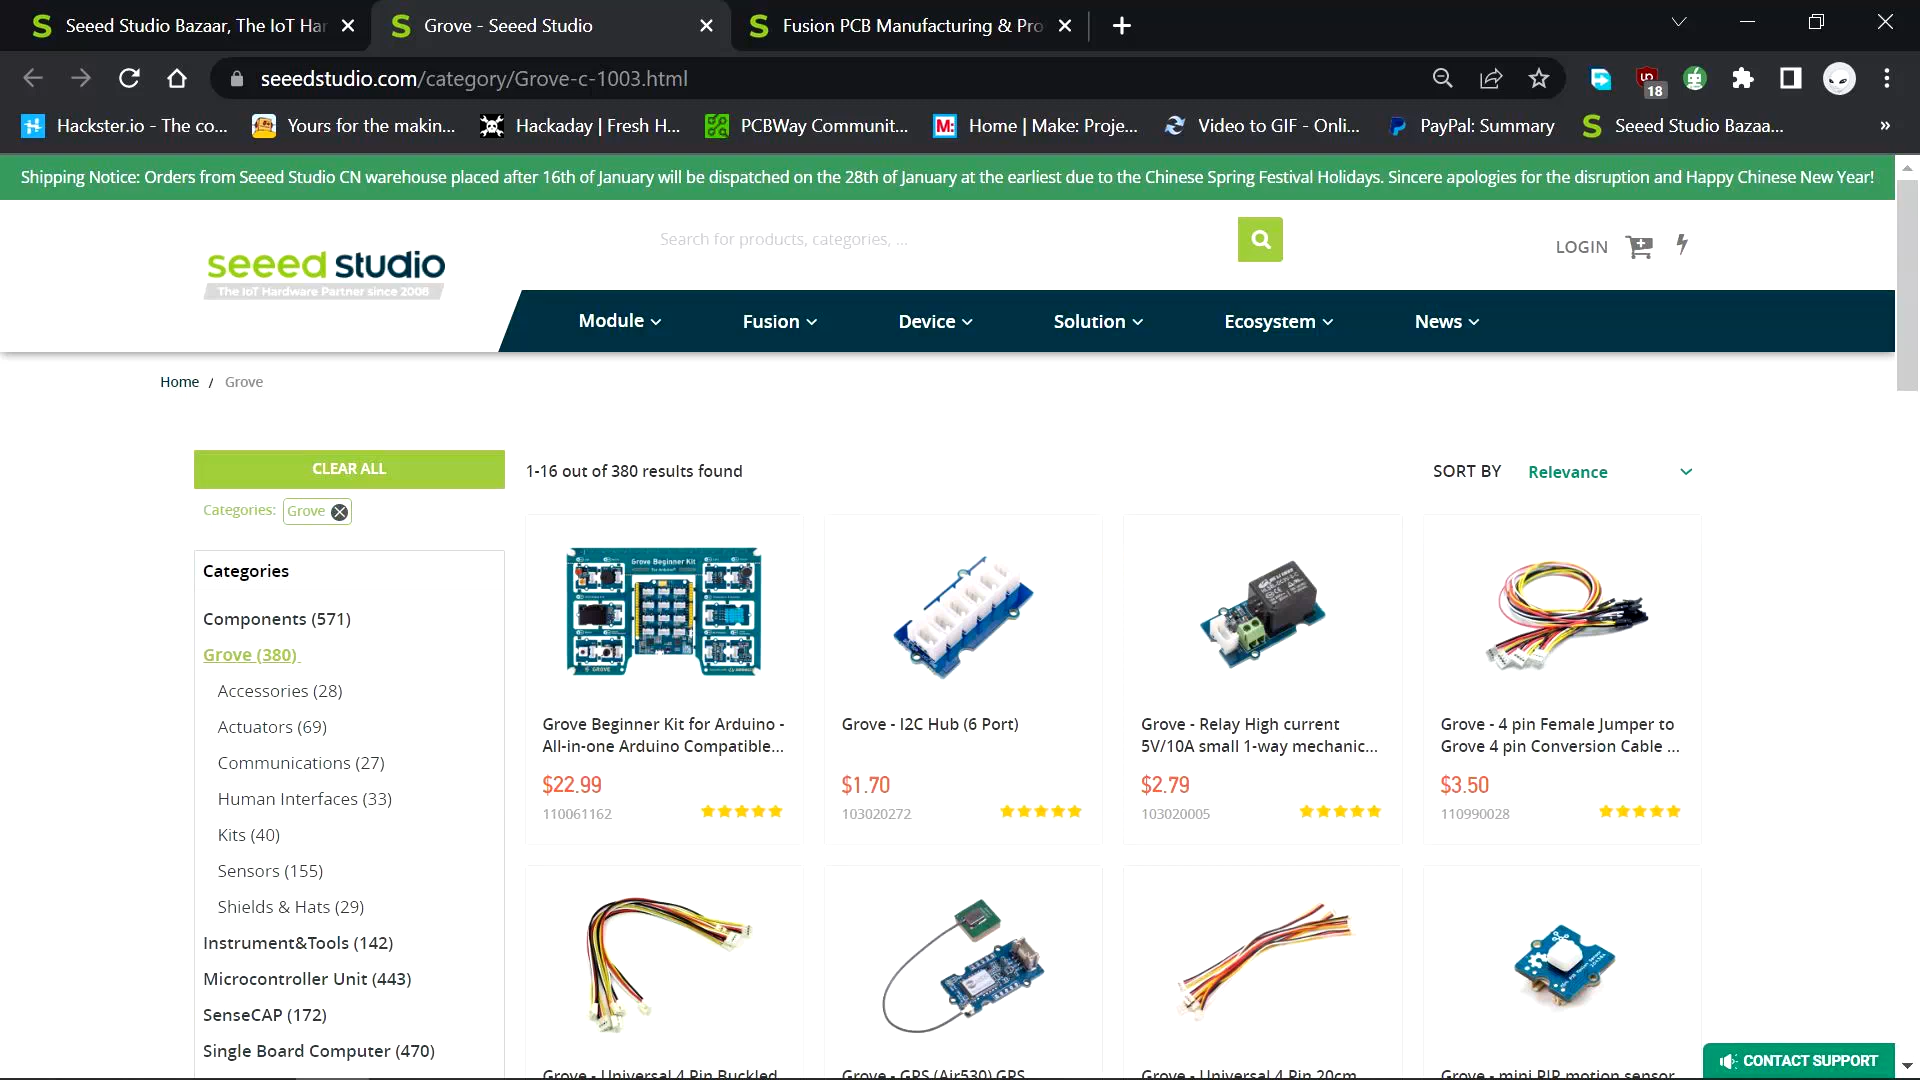 Seeed Studio Bazaar, The IoT Har
Grove - Seeed Studio
Fusion PCB Manufacturing & Pro
seeedstudio.com/category/Grove-c-1003.html
18
Hackster.io - The co...
Yours for the makin...
Hackaday | Fresh H...
PCBWay Communit...
M:
Home | Make: Proje...
Video to GIF - Onli...
PayPal: Summary
Seeed Studio Bazaa...
»
Shipping Notice: Orders from Seeed Studio CN warehouse placed after 16th of January will be dispatched on the 28th of January at the earliest due to the Chinese Spring Festival Holidays. Sincere apologies for the disruption and Happy Chinese New Year!
seeed studio
The IoT Hardware Partner since 2008
Search for products, categories, ...
LOGIN
Module
Fusion
Device
Solution
Ecosystem
News
Home / Grove
CLEAR ALL
Categories: Grove
1-16 out of 380 results found
SORT BY Relevance
Categories
Components (571)
Grove (380)
Accessories (28)
Actuators (69)
Communications (27)
Human Interfaces (33)
Kits (40)
Sensors (155)
Shields & Hats (29)
Instrument&Tools (142)
Microcontroller Unit (443)
SenseCAP (172)
Single Board Computer (470)
Grove Beginner Kit
Grove Beginner Kit for Arduino -
All-in-one Arduino Compatible...
$22.99
110061162
Grove - I2C Hub (6 Port)
$1.70
103020272
Grove - Relay High current
5V/10A small 1-way mechanic...
$2.79
103020005
Grove - 4 pin Female Jumper to
Grove 4 pin Conversion Cable ...
$3.50
110990028
Grove - Universal 4 Pin Buckled
Grove - GPS (Air530) GPS
Grove - Universal 4 Pin 20cm
Grove - mini PIR motion sensor
CONTACT SUPPORT